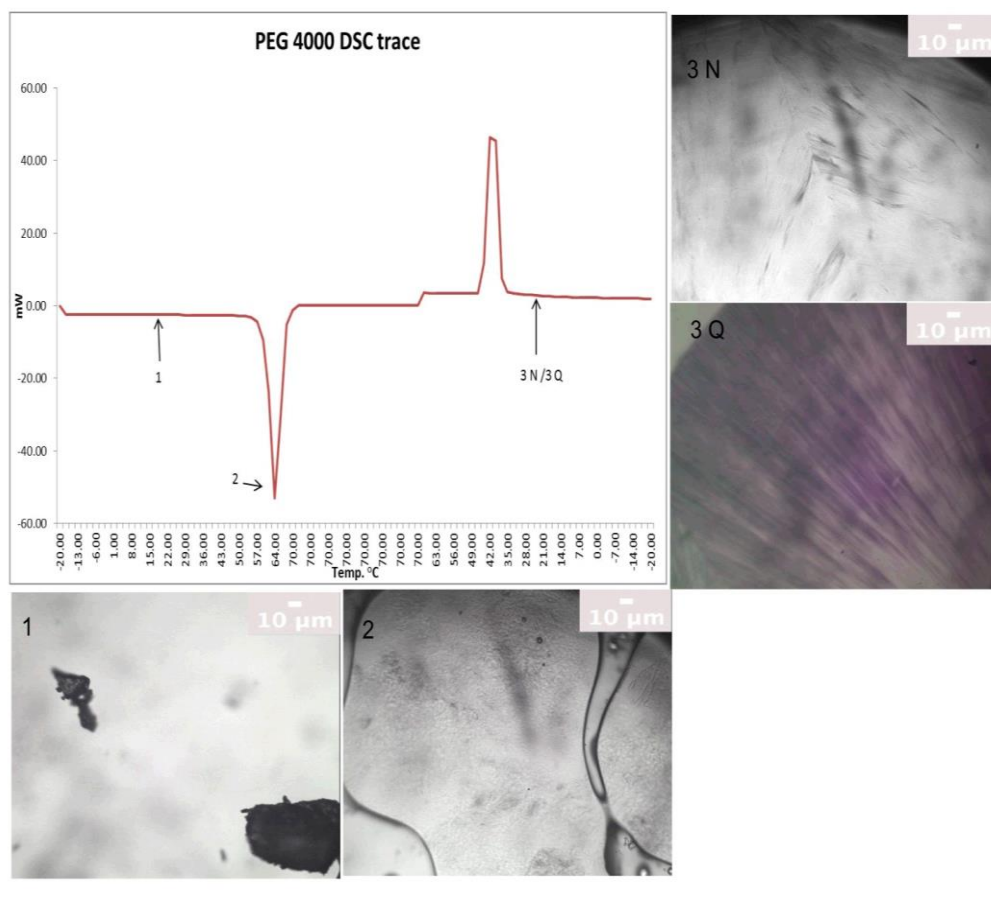 PEG 4000 DSC trace
60.00
40.00
20.00
0.00
-20.00
-40.00
-60.00
mW
1
2
3 N /3 Q
-20.00 -13.00 -6.00 1.00 8.00 15.00 22.00 29.00 36.00 43.00 50.00 57.00 64.00 70.00 70.00 70.00 70.00 70.00 70.00 70.00 63.00 56.00 49.00 42.00 35.00 28.00 21.00 14.00 7.00 0.00 -7.00 -14.00 -20.00
Temp. °C
3 N
10 µm
3 Q
10 µm
1
10 µm
2
10 µm